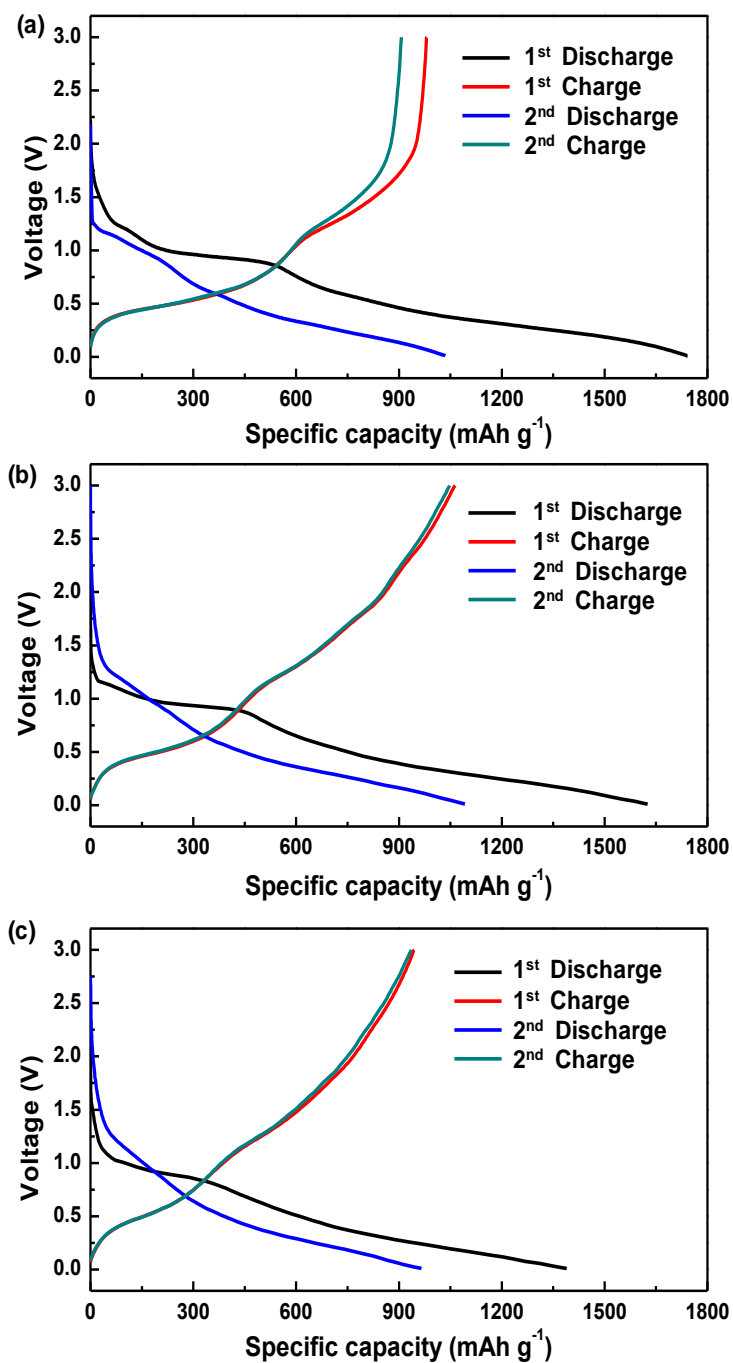 (a)
3.0
2.5
2.0
1.5
1.0
0.5
0.0
Voltage (V)
1st Discharge
1st Charge
2nd Discharge
2nd Charge
0 300 600 900 1200 1500 1800
Specific capacity (mAh g-1)
(b)
3.0
2.5
2.0
1.5
1.0
0.5
0.0
Voltage (V)
1st Discharge
1st Charge
2nd Discharge
2nd Charge
0 300 600 900 1200 1500 1800
Specific capacity (mAh g-1)
(c)
3.0
2.5
2.0
1.5
1.0
0.5
0.0
Voltage (V)
1st Discharge
1st Charge
2nd Discharge
2nd Charge
0 300 600 900 1200 1500 1800
Specific capacity (mAh g-1)